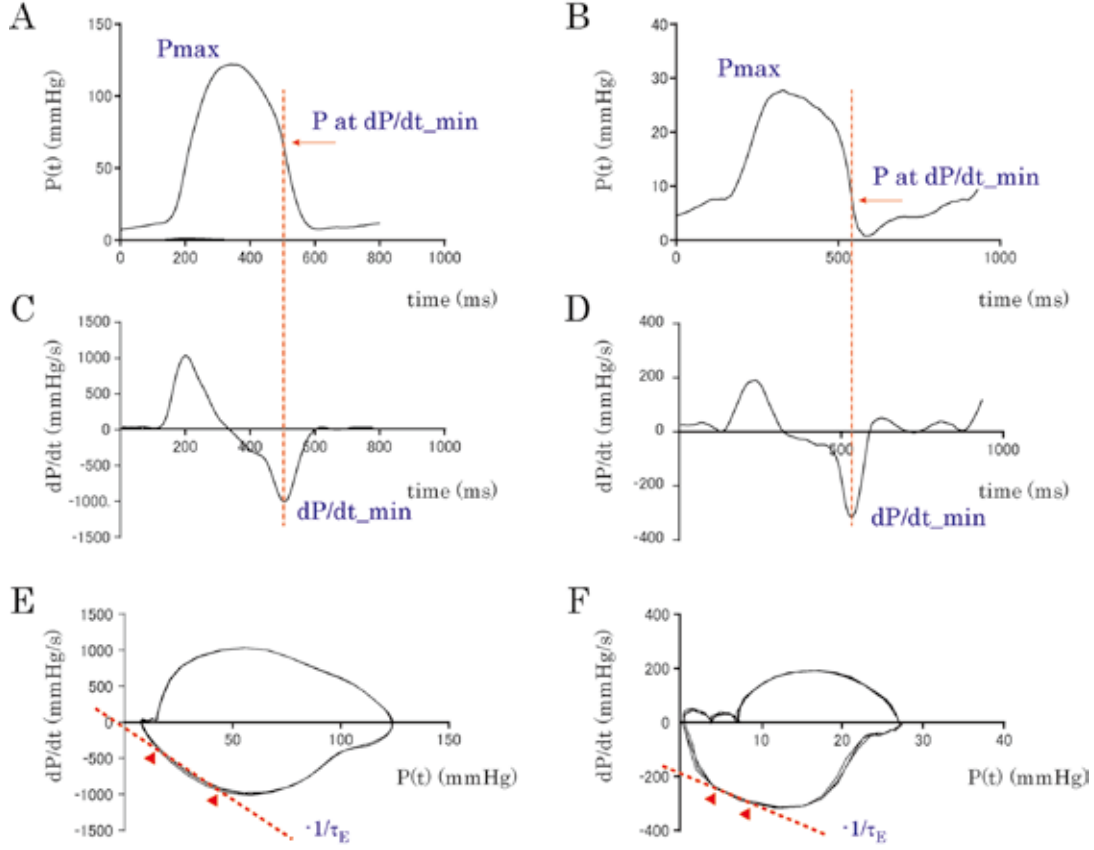 A
P(t) (mmHg)
150
100
50
0
Pmax
P at dP/dt_min
0 200 400 600 800 1000
time (ms)
B
P(t) (mmHg)
40
30
20
10
0
Pmax
P at dP/dt_min
0 500 1000
time (ms)
C
dP/dt (mmHg/s)
1500
1000
500
0
-500
-1000.
-1500
200 400 600 800 1000
time (ms)
dP/dt_min
D
dP/dt (mmHg/s)
400
200
0
-200
-400
500 1000
time (ms)
dP/dt_min
E
dP/dt (mmHg/s)
1500
1000
500
0
-500
-1000
-1500
50 100 150
P(t) (mmHg)
-1/τE
F
dP/dt (mmHg/s)
400
200
0
-200
-400
10 20 30 40
P(t) (mmHg)
-1/τE